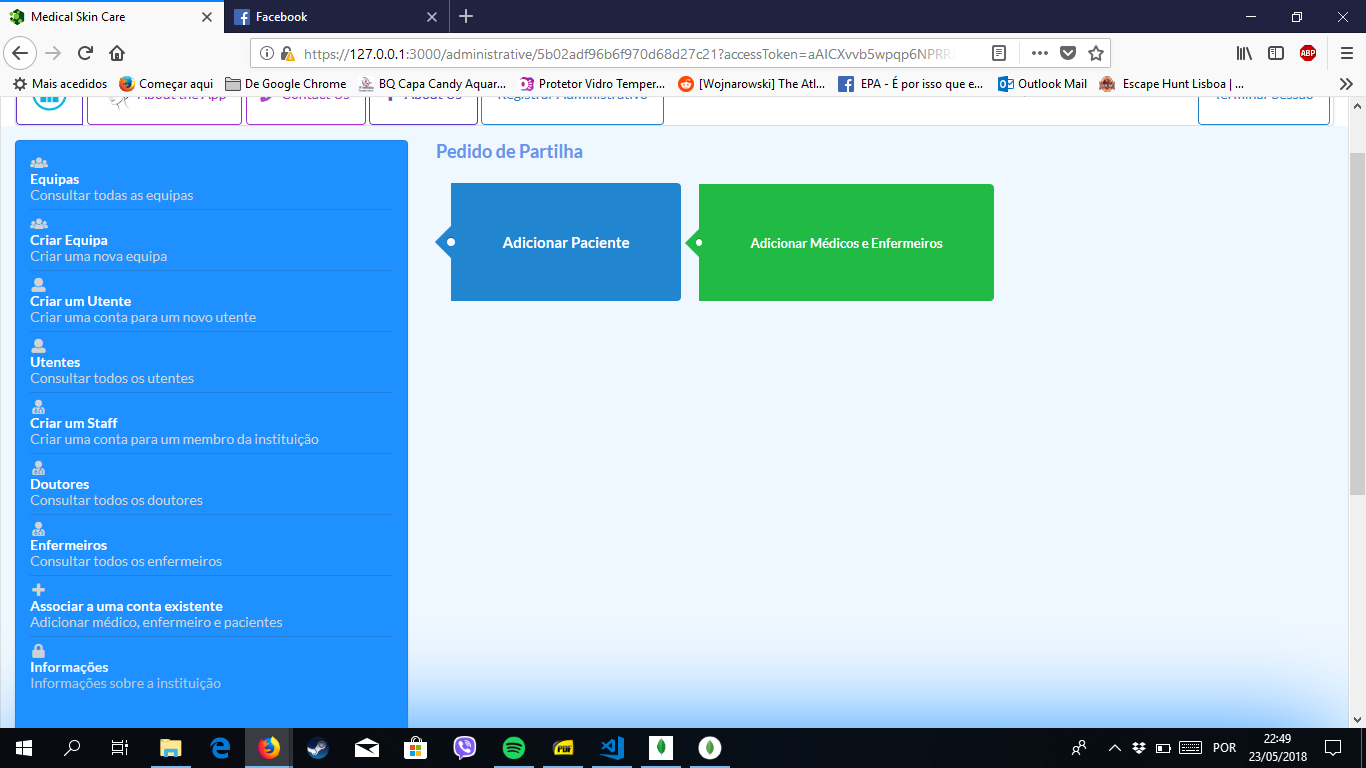 Medical Skin Care
Facebook
https://127.0.0.1:3000/administrative/5b02adf96b6f970d68d27c21?accessToken=aAICXvvb5wpqp6NPRR
ABP
Mais acedidos
Começar aqui
De Google Chrome
BQ Capa Candy Aquar...
Protetor Vidro Temper...
[Wojnarowski] The Atl...
EPA - É por isso que e...
Outlook Mail
Escape Hunt Lisboa | ...
About the App
Contact Us
About Us
Registrar Administrativo
Terminar Sessão
Equipas
Consultar todas as equipas
Criar Equipa
Criar uma nova equipa
Criar um Utente
Criar uma conta para um novo utente
Utentes
Consultar todos os utentes
Criar um Staff
Criar uma conta para um membro da instituição
Doutores
Consultar todos os doutores
Enfermeiros
Consultar todos os enfermeiros
Associar a uma conta existente
Adicionar médico, enfermeiro e pacientes
Informações
Informações sobre a instituição
Pedido de Partilha
Adicionar Paciente
Adicionar Médicos e Enfermeiros
PDF
POR
22:49
23/05/2018